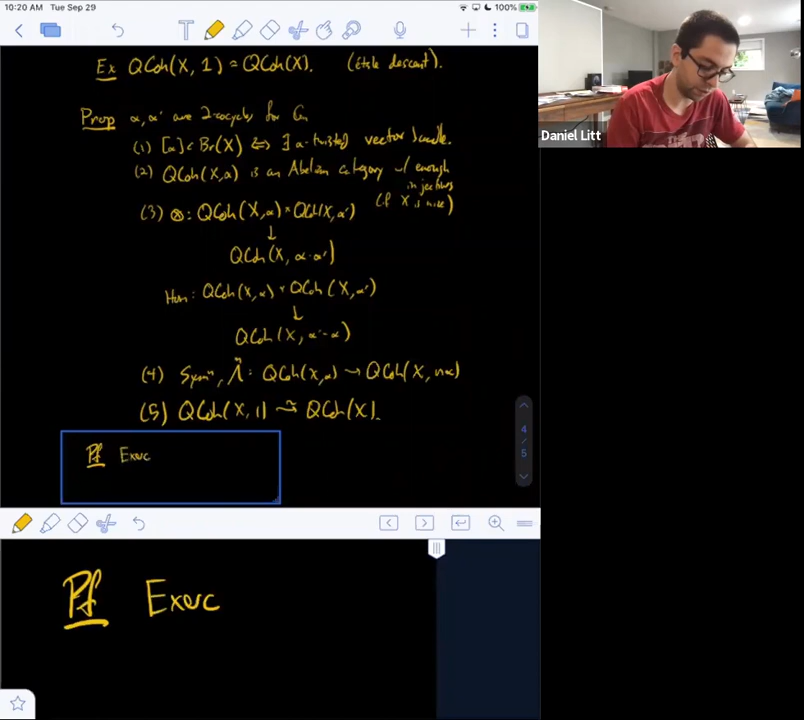 10:20 AM Tue Sep 29
100%
Ex QCoh(X, 1) = QCoh(X). (étale descent).
Prop α, α' are 2-cocycles for Gm
(1) [α] ∈ Br(X) ⟺ ∃ α-twisted vector bundle.
(2) QCoh(X,α) is an Abelian category w/ enough
injectives
(if X is nice)
(3) ⊗: QCoh(X,α) × QCoh(X,α')
↓
QCoh(X, α·α')
Hom: QCoh(X,α) × QCoh(X,α')
↓
QCoh(X, α'-α)
(4) Symⁿ, Λⁿ: QCoh(X,α) → QCoh(X, nα)
(5) QCoh(X,1) ⥲ QCoh(X).
Pf Exerc
4
/
5
Pf Exerc
Daniel Litt